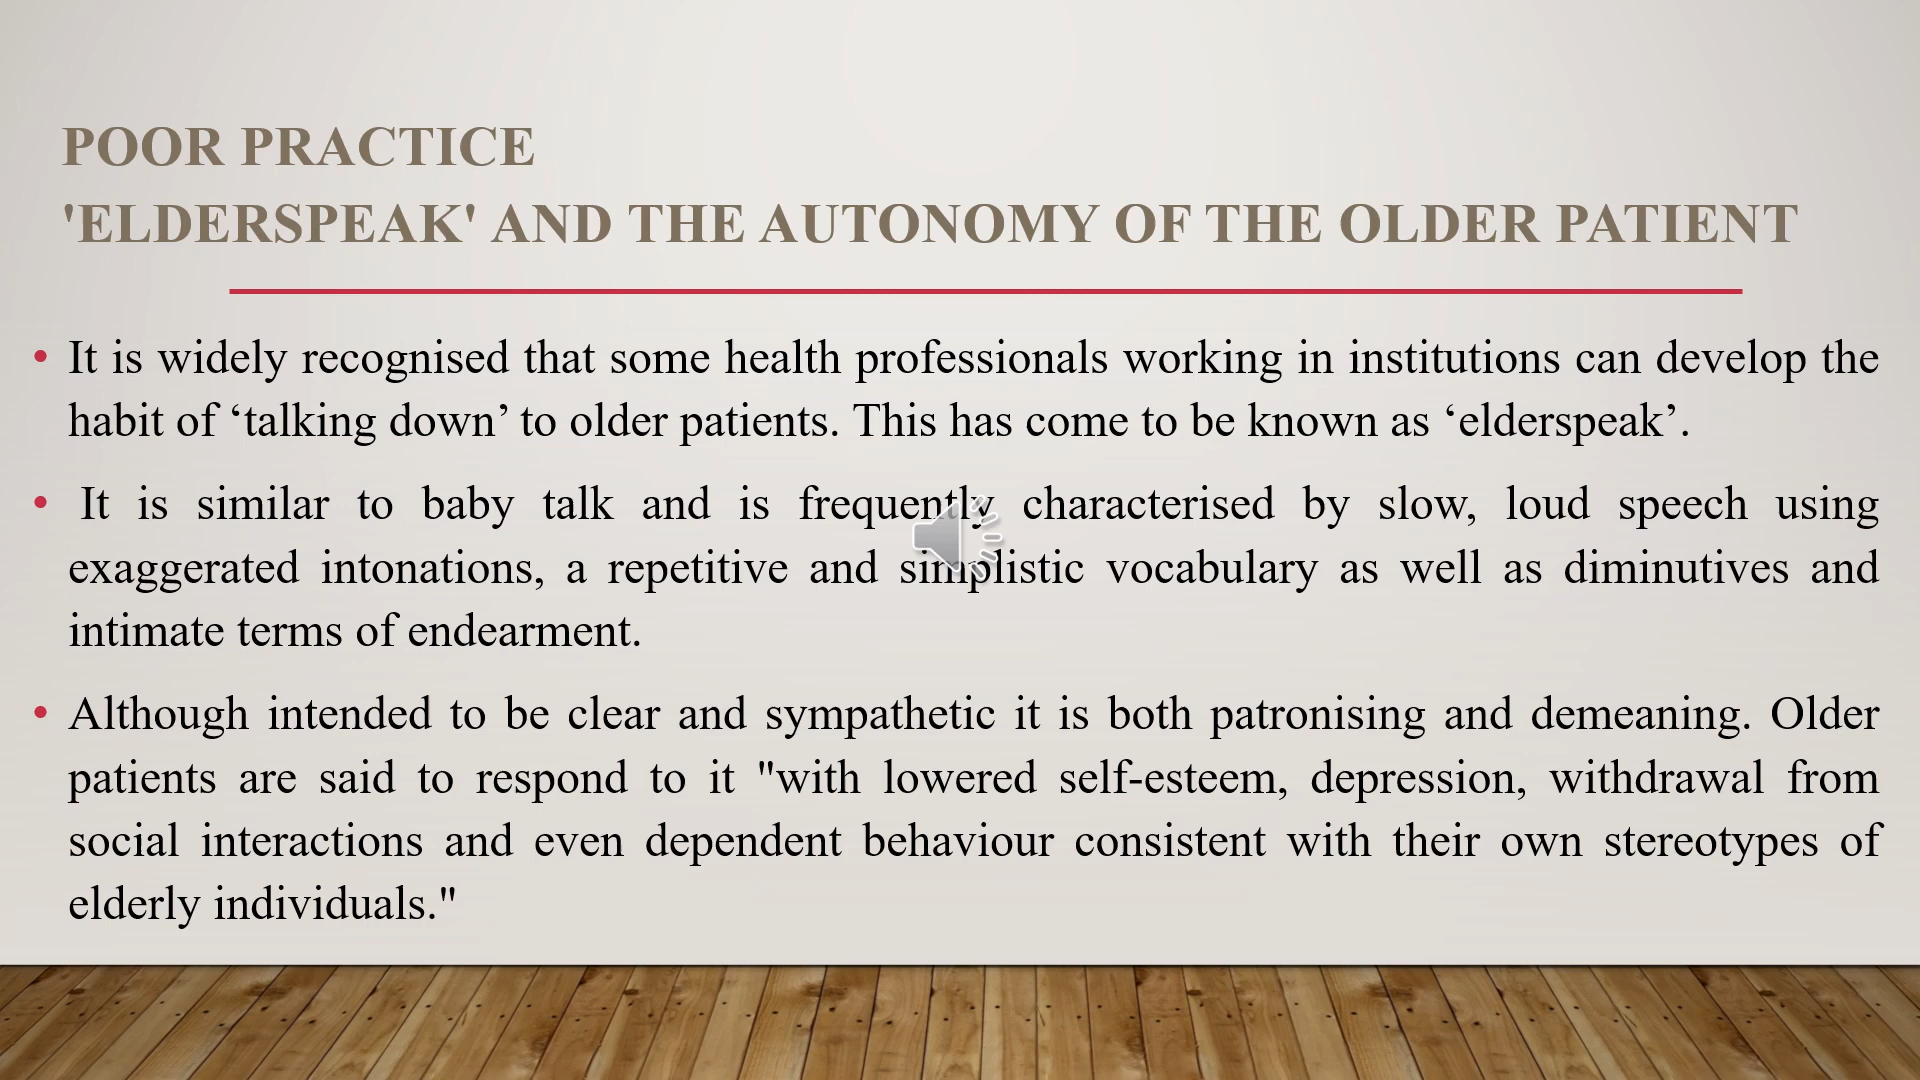 POOR PRACTICE
'ELDERSPEAK' AND THE AUTONOMY OF THE OLDER PATIENT
• It is widely recognised that some health professionals working in institutions can develop the
habit of ‘talking down’ to older patients. This has come to be known as ‘elderspeak’.
• It is similar to baby talk and is frequently characterised by slow, loud speech using
exaggerated intonations, a repetitive and simplistic vocabulary as well as diminutives and
intimate terms of endearment.
• Although intended to be clear and sympathetic it is both patronising and demeaning. Older
patients are said to respond to it "with lowered self-esteem, depression, withdrawal from
social interactions and even dependent behaviour consistent with their own stereotypes of
elderly individuals."